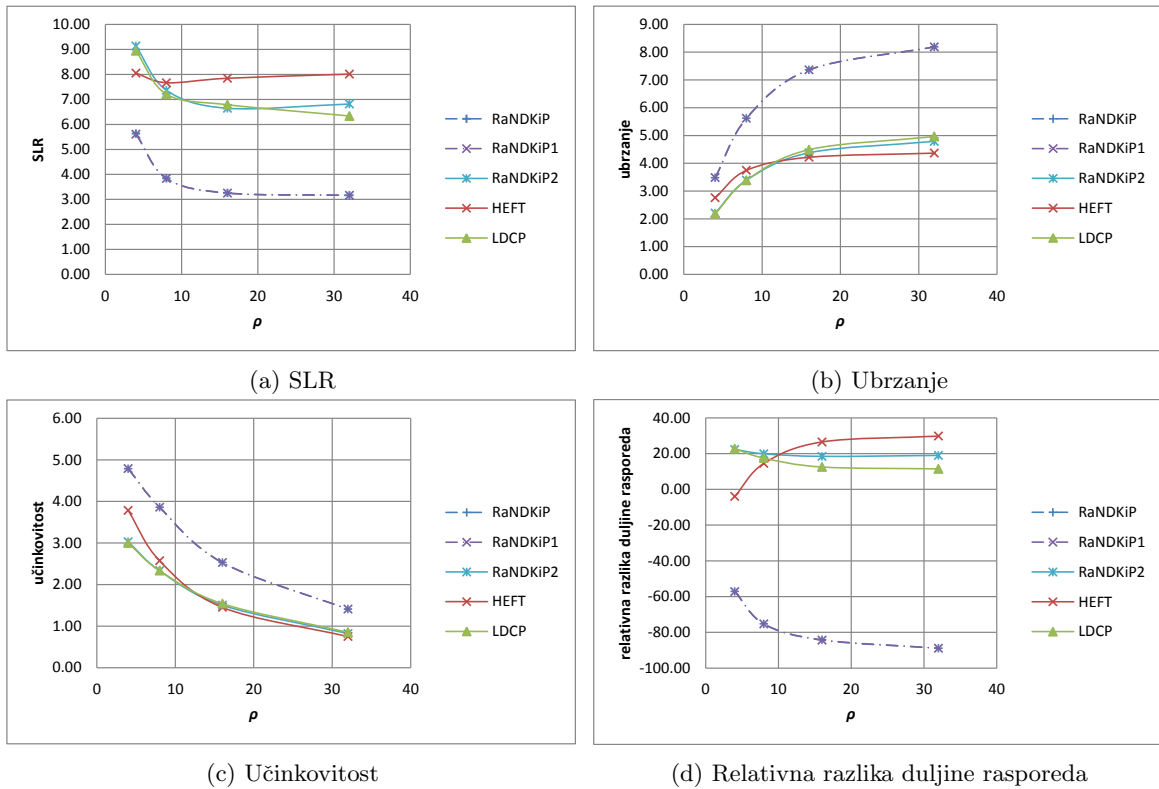 10.00
9.00
8.00
7.00
6.00
5.00
4.00
3.00
2.00
1.00
0.00
SLR
0 10 20 30 40
ρ
RaNDKiP
RaNDKiP1
RaNDKiP2
HEFT
LDCP
(a) SLR
9.00
8.00
7.00
6.00
5.00
4.00
3.00
2.00
1.00
0.00
ubrzanje
0 10 20 30 40
ρ
RaNDKiP
RaNDKiP1
RaNDKiP2
HEFT
LDCP
(b) Ubrzanje
6.00
5.00
4.00
3.00
2.00
1.00
0.00
učinkovitost
0 10 20 30 40
ρ
RaNDKiP
RaNDKiP1
RaNDKiP2
HEFT
LDCP
(c) Učinkovitost
40.00
20.00
0.00
-20.00
-40.00
-60.00
-80.00
-100.00
relativna razlika duljine rasporeda
0 10 20 30 40
ρ
RaNDKiP
RaNDKiP1
RaNDKiP2
HEFT
LDCP
(d) Relativna razlika duljine rasporeda